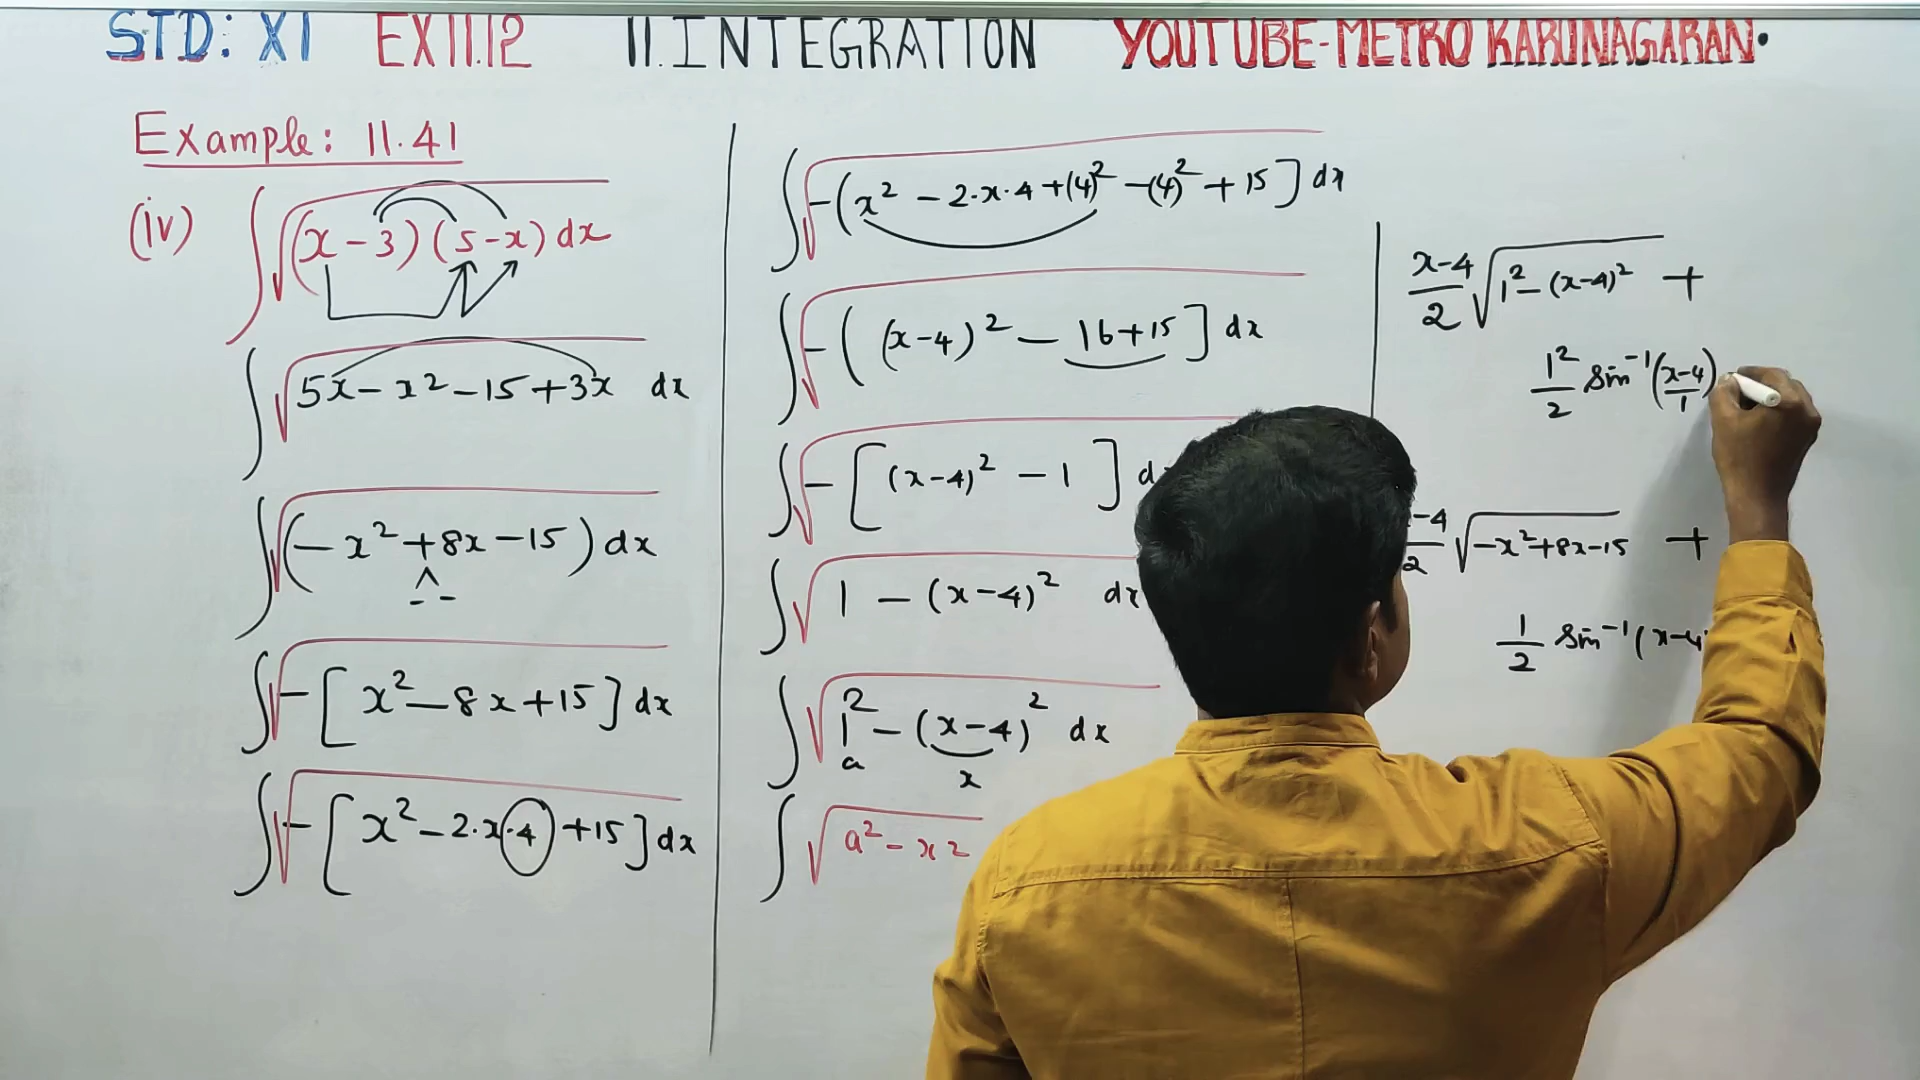 STD: XI EX11.12 11.INTEGRATION YOUTUBE-METRO KARUNAGARAN.
Example: 11.41
(iv) ∫√(x-3)(5-x) dx
∫√5x-x²-15+3x dx
∫√(-x²+8x-15) dx
∫√-[x²-8x+15] dx
∫√-[x²-2·x·4+15] dx
∫√-(x²-2·x·4+(4)²-(4)²+15] dx
∫√-((x-4)²-16+15] dx
∫√-[(x-4)²-1]
∫√1-(x-4)² dx
∫√1²-(x-4)² dx
a x
∫√a²-x²
x-4/2 √1²-(x-4)² +
1²/2 sin⁻¹(x-4/1)
-4/2 √-x²+8x-15 +
1/2 sin⁻¹(x-4